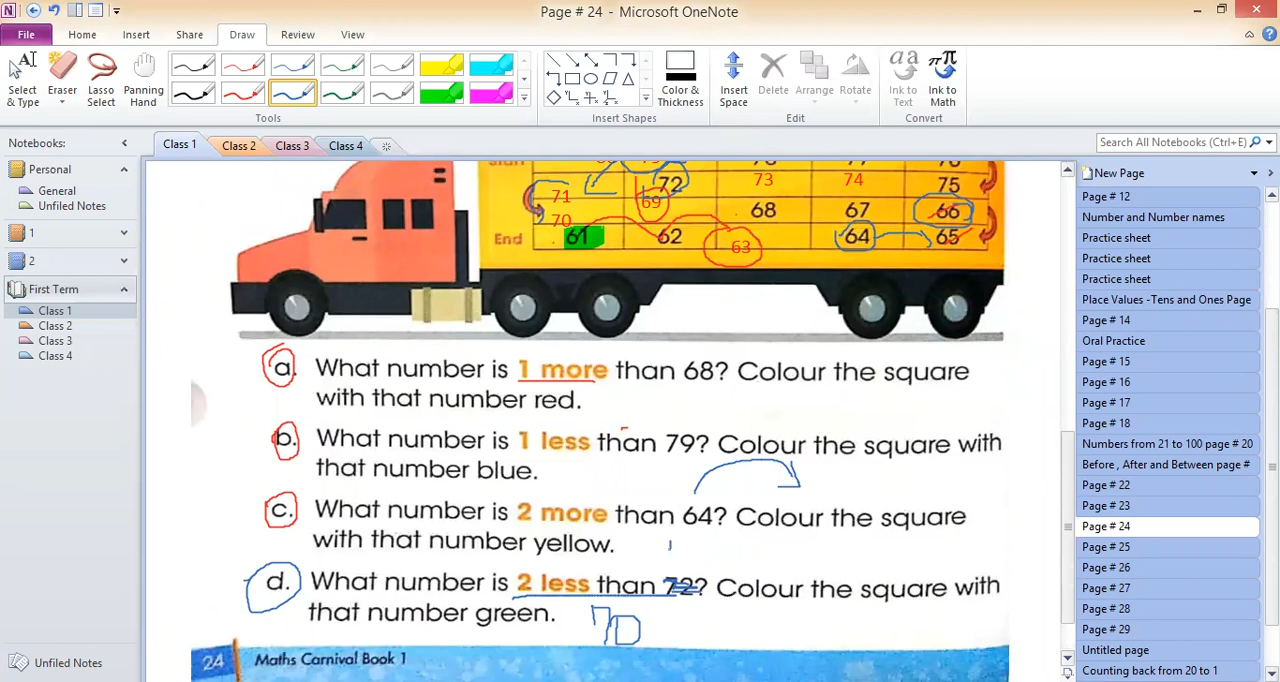 Page # 24 - Microsoft OneNote
File Home Insert Share Draw Review View
Select & Type
Eraser
Lasso Select
Panning Hand
Color & Thickness
Insert Space
Delete
Arrange
Rotate
Ink to Text
Ink to Math
Tools
Insert Shapes
Edit
Convert
Notebooks:
Class 1 Class 2 Class 3 Class 4
Search All Notebooks (Ctrl+E)
Personal
General
Unfiled Notes
1
2
First Term
Class 1
Class 2
Class 3
Class 4
Unfiled Notes
71 72 73 74 75
70 69 68 67 66
End 61 62 63 64 65
a. What number is 1 more than 68? Colour the square
with that number red.
b. What number is 1 less than 79? Colour the square with
that number blue.
c. What number is 2 more than 64? Colour the square
with that number yellow.
d. What number is 2 less than 72? Colour the square with
that number green. 70
24 Maths Carnival Book 1
New Page
Page # 12
Number and Number names
Practice sheet
Practice sheet
Practice sheet
Place Values -Tens and Ones Page
Page # 14
Oral Practice
Page # 15
Page # 16
Page # 17
Page # 18
Numbers from 21 to 100 page # 20
Before , After and Between page #
Page # 22
Page # 23
Page # 24
Page # 25
Page # 26
Page # 27
Page # 28
Page # 29
Untitled page
Counting back from 20 to 1